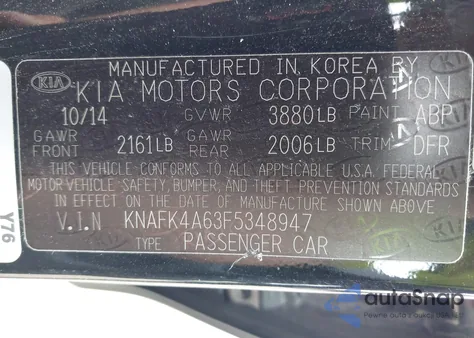 MANUFACTURED IN KOREA BY
KIA KIA MOTORS CORPORATION
10/14 GVWR 3880LB PAINT ABP
GAWR FRONT 2161LB GAWR REAR 2006LB TRIM DFR
THIS VEHICLE CONFORMS TO ALL APPLICABLE U.S.A. FEDERAL
MOTOR VEHICLE SAFETY, BUMPER, AND THEFT PREVENTION STANDARDS
IN EFFECT ON THE DATE OF MANUFACTURE SHOWN ABOVE
V.I.N KNAFK4A63F5348947
TYPE PASSENGER CAR
Y76
KIA
autoSnap